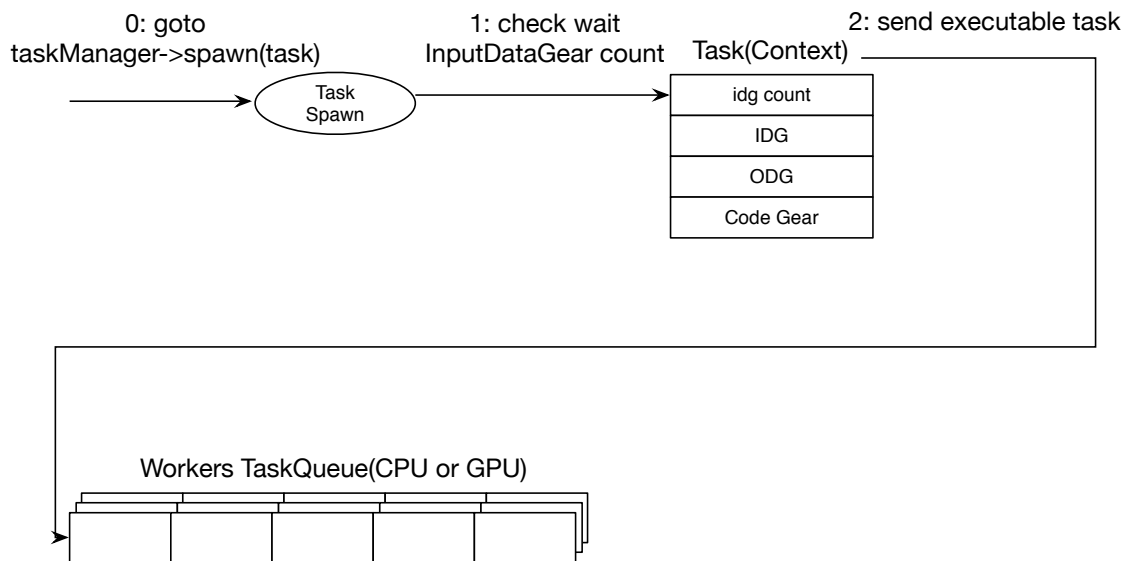 0: goto
taskManager->spawn(task)
1: check wait
InputDataGear count
2: send executable task
Task(Context)
Task
Spawn
idg count
IDG
ODG
Code Gear
Workers TaskQueue(CPU or GPU)